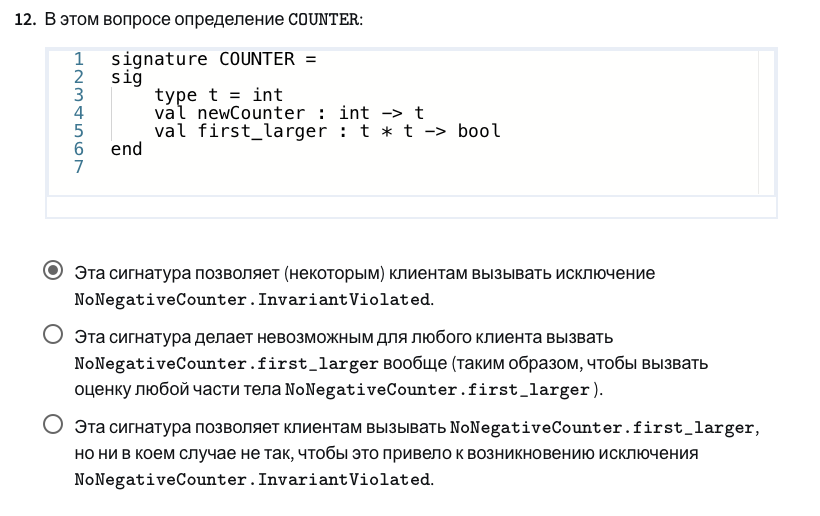 12. В этом вопросе определение COUNTER:
1 signature COUNTER =
2 sig
3 type t = int
4 val newCounter : int -> t
5 val first_larger : t * t -> bool
6 end
7
Эта сигнатура позволяет (некоторым) клиентам вызывать исключение
NoNegativeCounter.InvariantViolated.
Эта сигнатура делает невозможным для любого клиента вызвать
NoNegativeCounter.first_larger вообще (таким образом, чтобы вызвать
оценку любой части тела NoNegativeCounter.first_larger ).
Эта сигнатура позволяет клиентам вызывать NoNegativeCounter.first_larger,
но ни в коем случае не так, чтобы это привело к возникновению исключения
NoNegativeCounter.InvariantViolated.